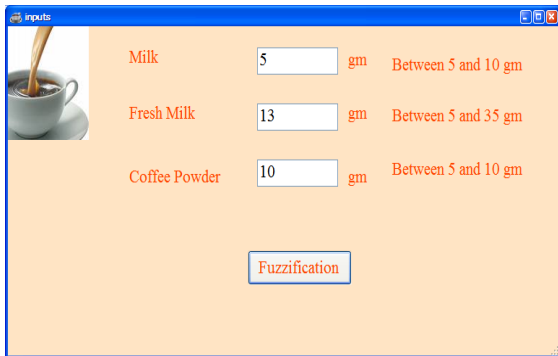 inputs
Milk 5 gm Between 5 and 10 gm
Fresh Milk 13 gm Between 5 and 35 gm
Coffee Powder 10 gm Between 5 and 10 gm
Fuzzification